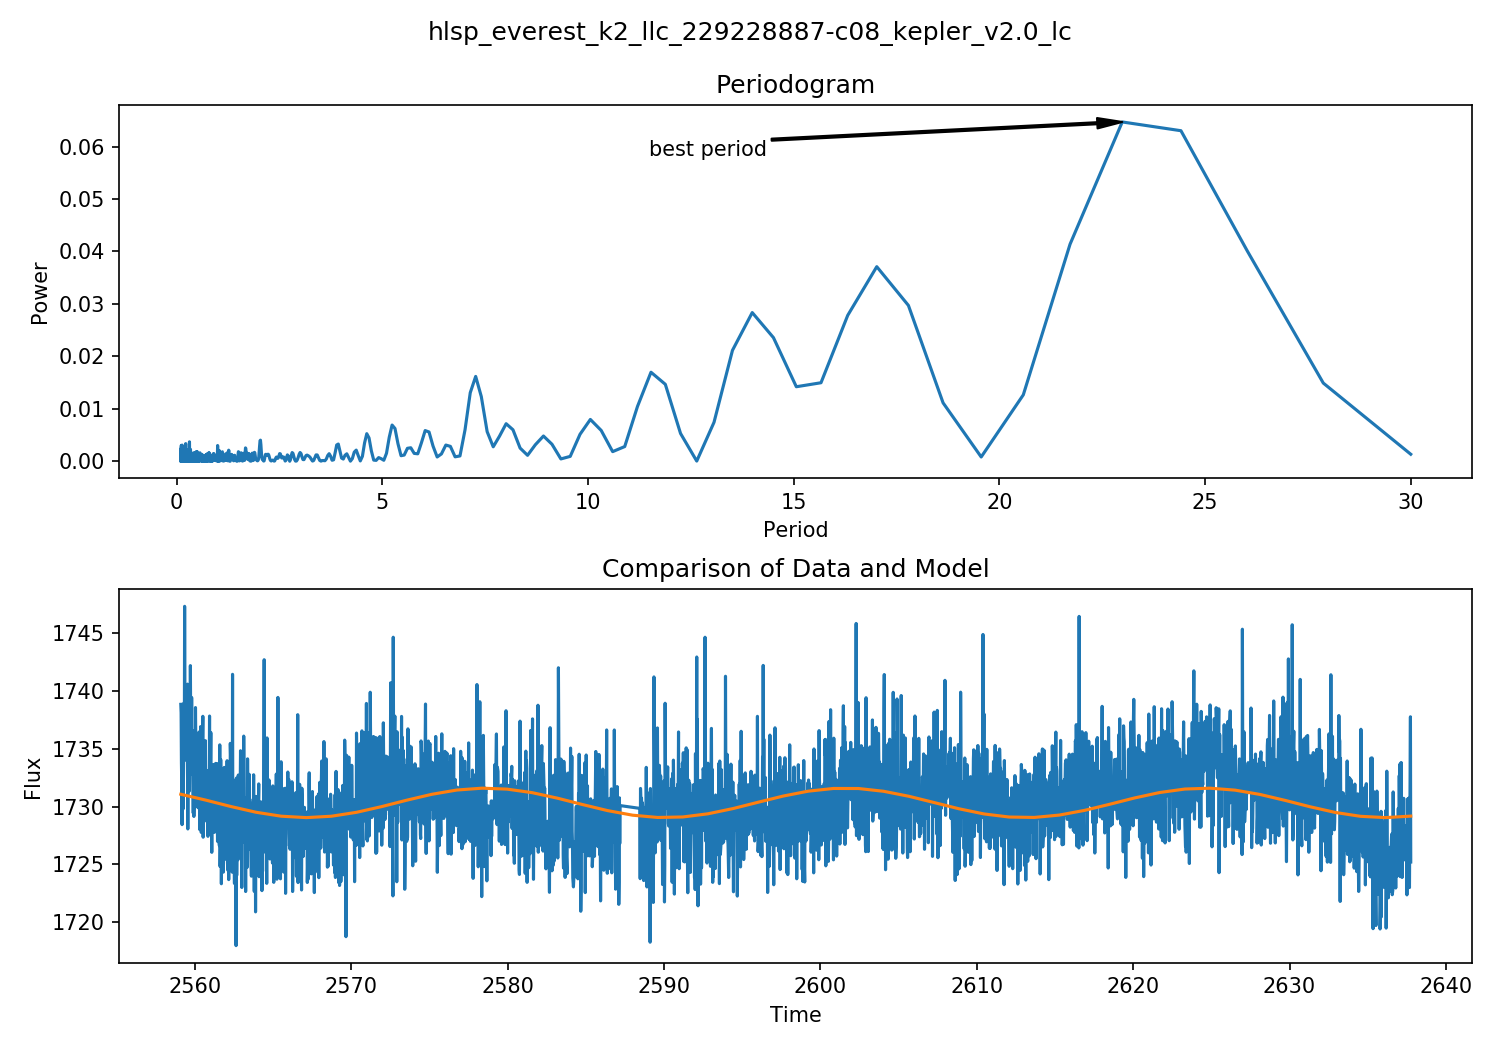 hlsp_everest_k2_llc_229228887-c08_kepler_v2.0_lc
Periodogram
best period
Power
0.06
0.05
0.04
0.03
0.02
0.01
0.00
0 5 10 15 20 25 30
Period
Comparison of Data and Model
Flux
1745
1740
1735
1730
1725
1720
2560 2570 2580 2590 2600 2610 2620 2630 2640
Time